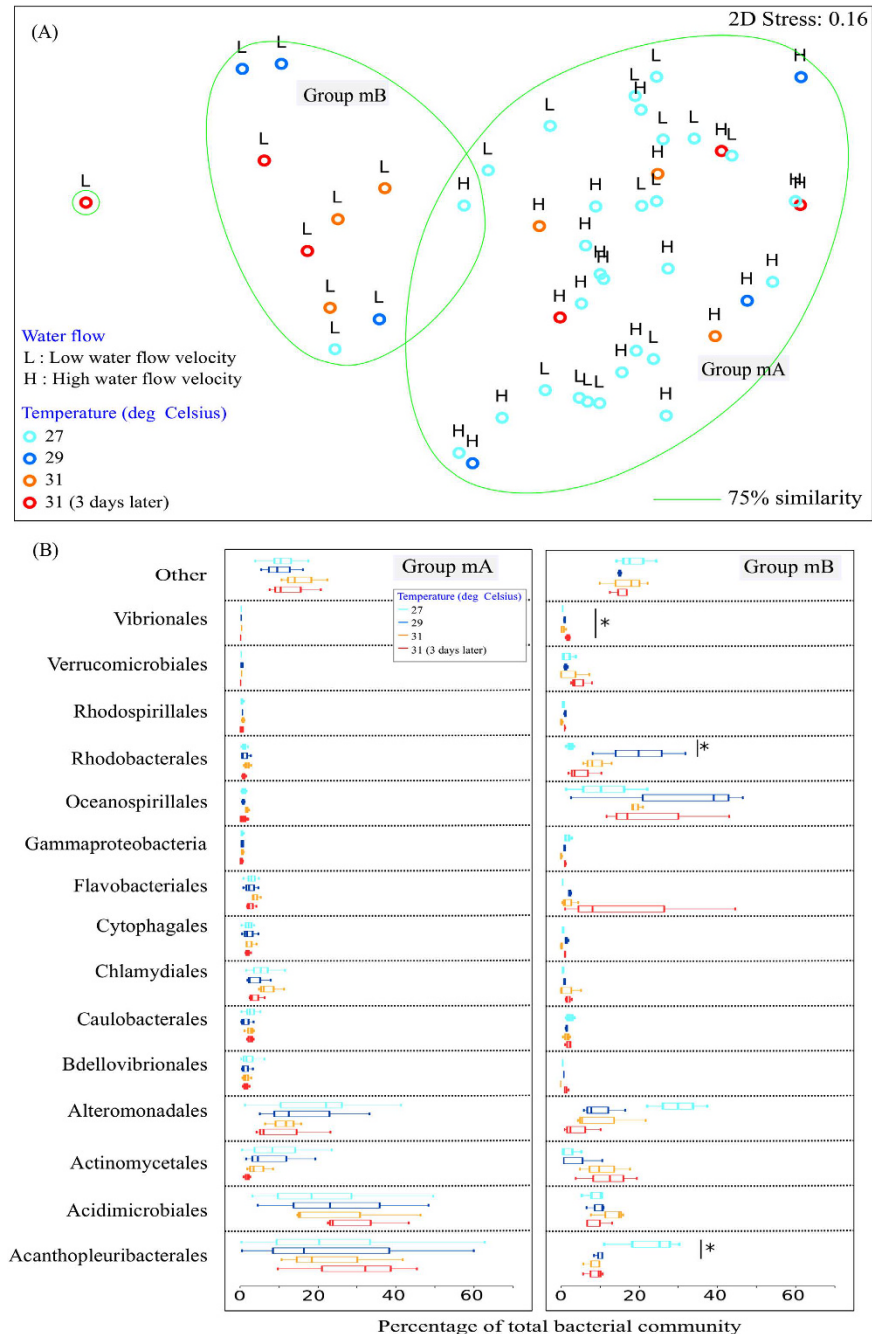 (A)
2D Stress: 0.16
L L L H
Group mB
L H
L L L H L
L L L H
L H L H H L L H H
L L H
H H H H
L L H H H
L L H H L
H Group mA
L L L L H
H H
H
Water flow
L : Low water flow velocity
H : High water flow velocity
Temperature (deg Celsius)
27
29
31
31 (3 days later)
75% similarity
(B)
Group mA
Group mB
Temperature (deg Celsius)
27
29
31
31 (3 days later)
Other
Vibrionales
*
Verrucomicrobiales
Rhodospirillales
Rhodobacterales
*
Oceanospirillales
Gammaproteobacteria
Flavobacteriales
Cytophagales
Chlamydiales
Caulobacterales
Bdellovibrionales
Alteromonadales
Actinomycetales
Acidimicrobiales
Acanthopleuribacterales
*
0 20 40 60 0 20 40 60
Percentage of total bacterial community